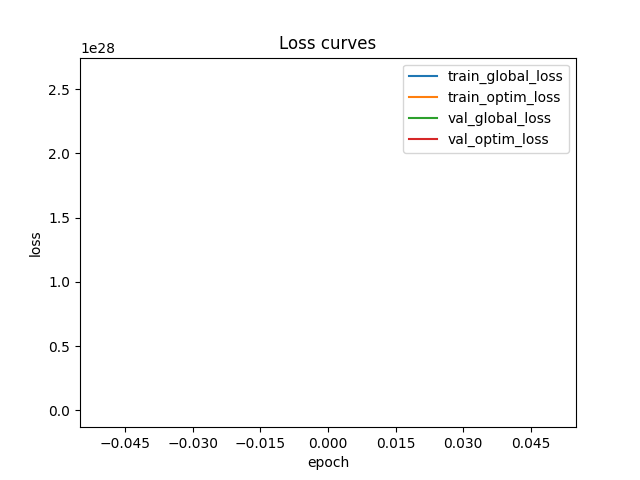 Loss curves
1e28
train_global_loss
train_optim_loss
val_global_loss
val_optim_loss
2.5
2.0
1.5
1.0
0.5
0.0
loss
−0.045 −0.030 −0.015 0.000 0.015 0.030 0.045
epoch